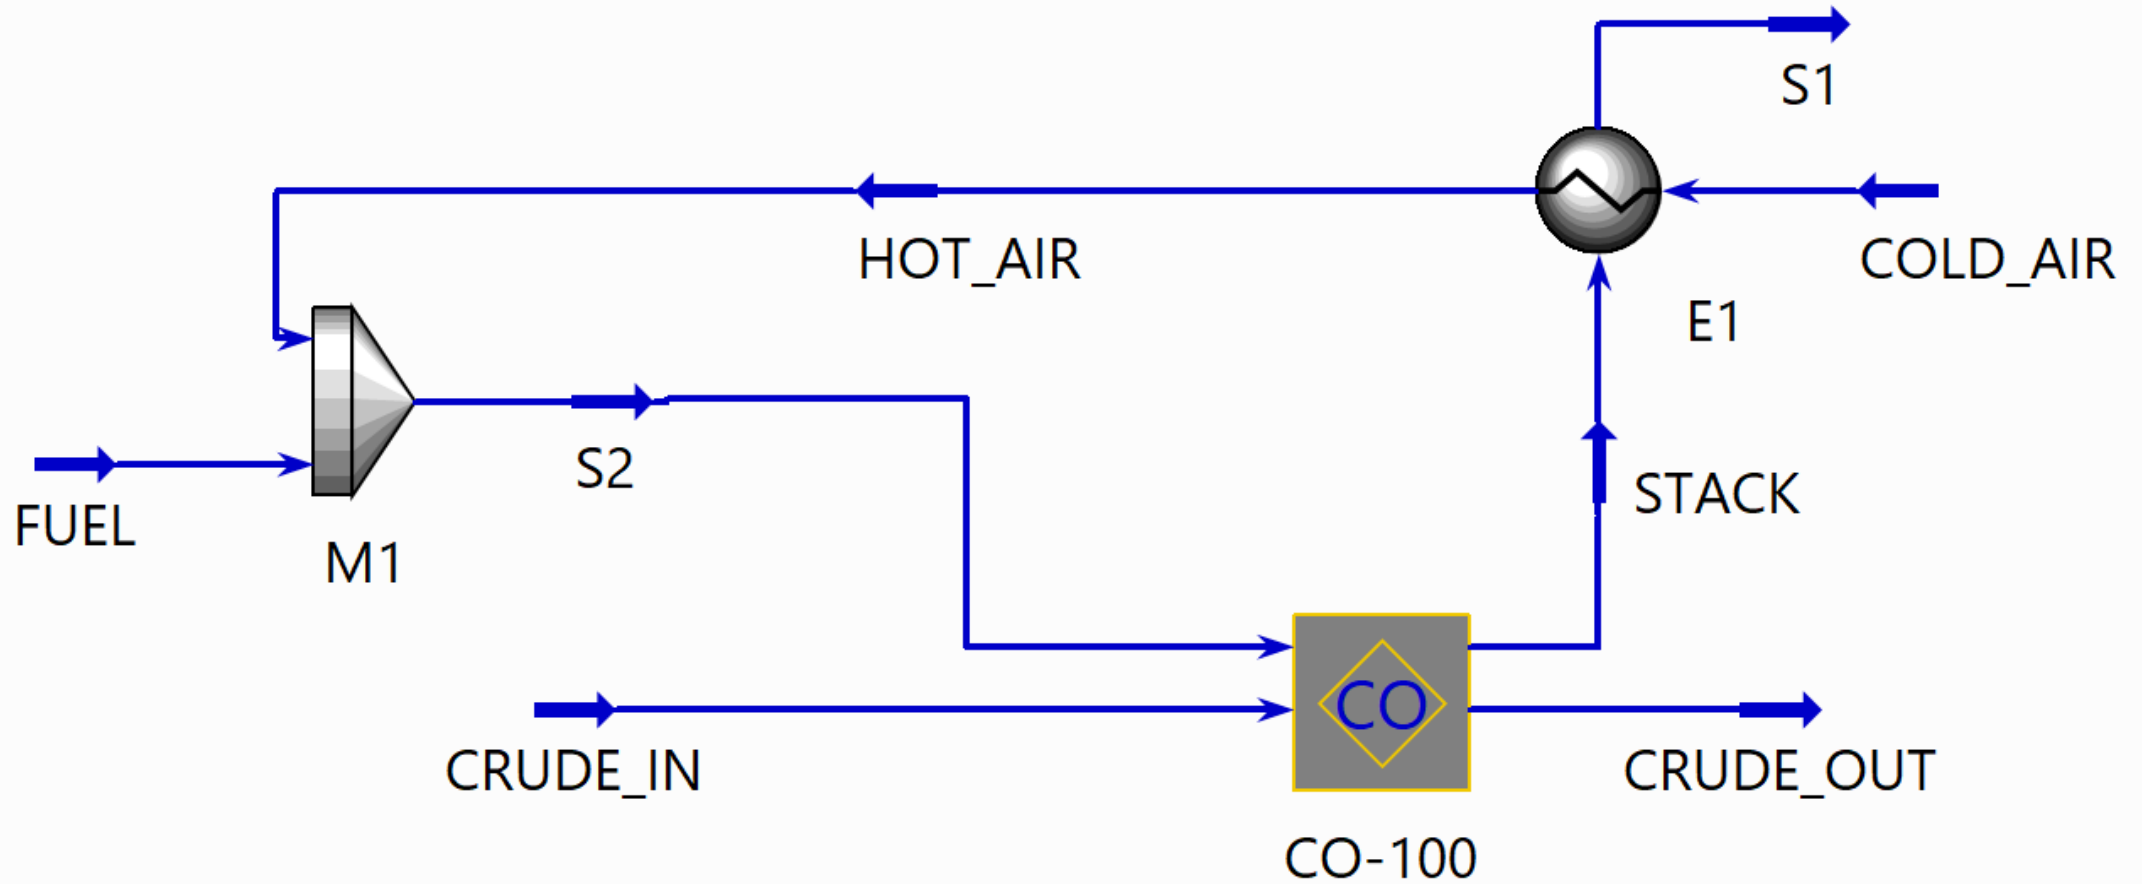 S1
HOT_AIR
COLD_AIR
E1
S2
STACK
FUEL
M1
CO
CRUDE_IN
CRUDE_OUT
CO-100